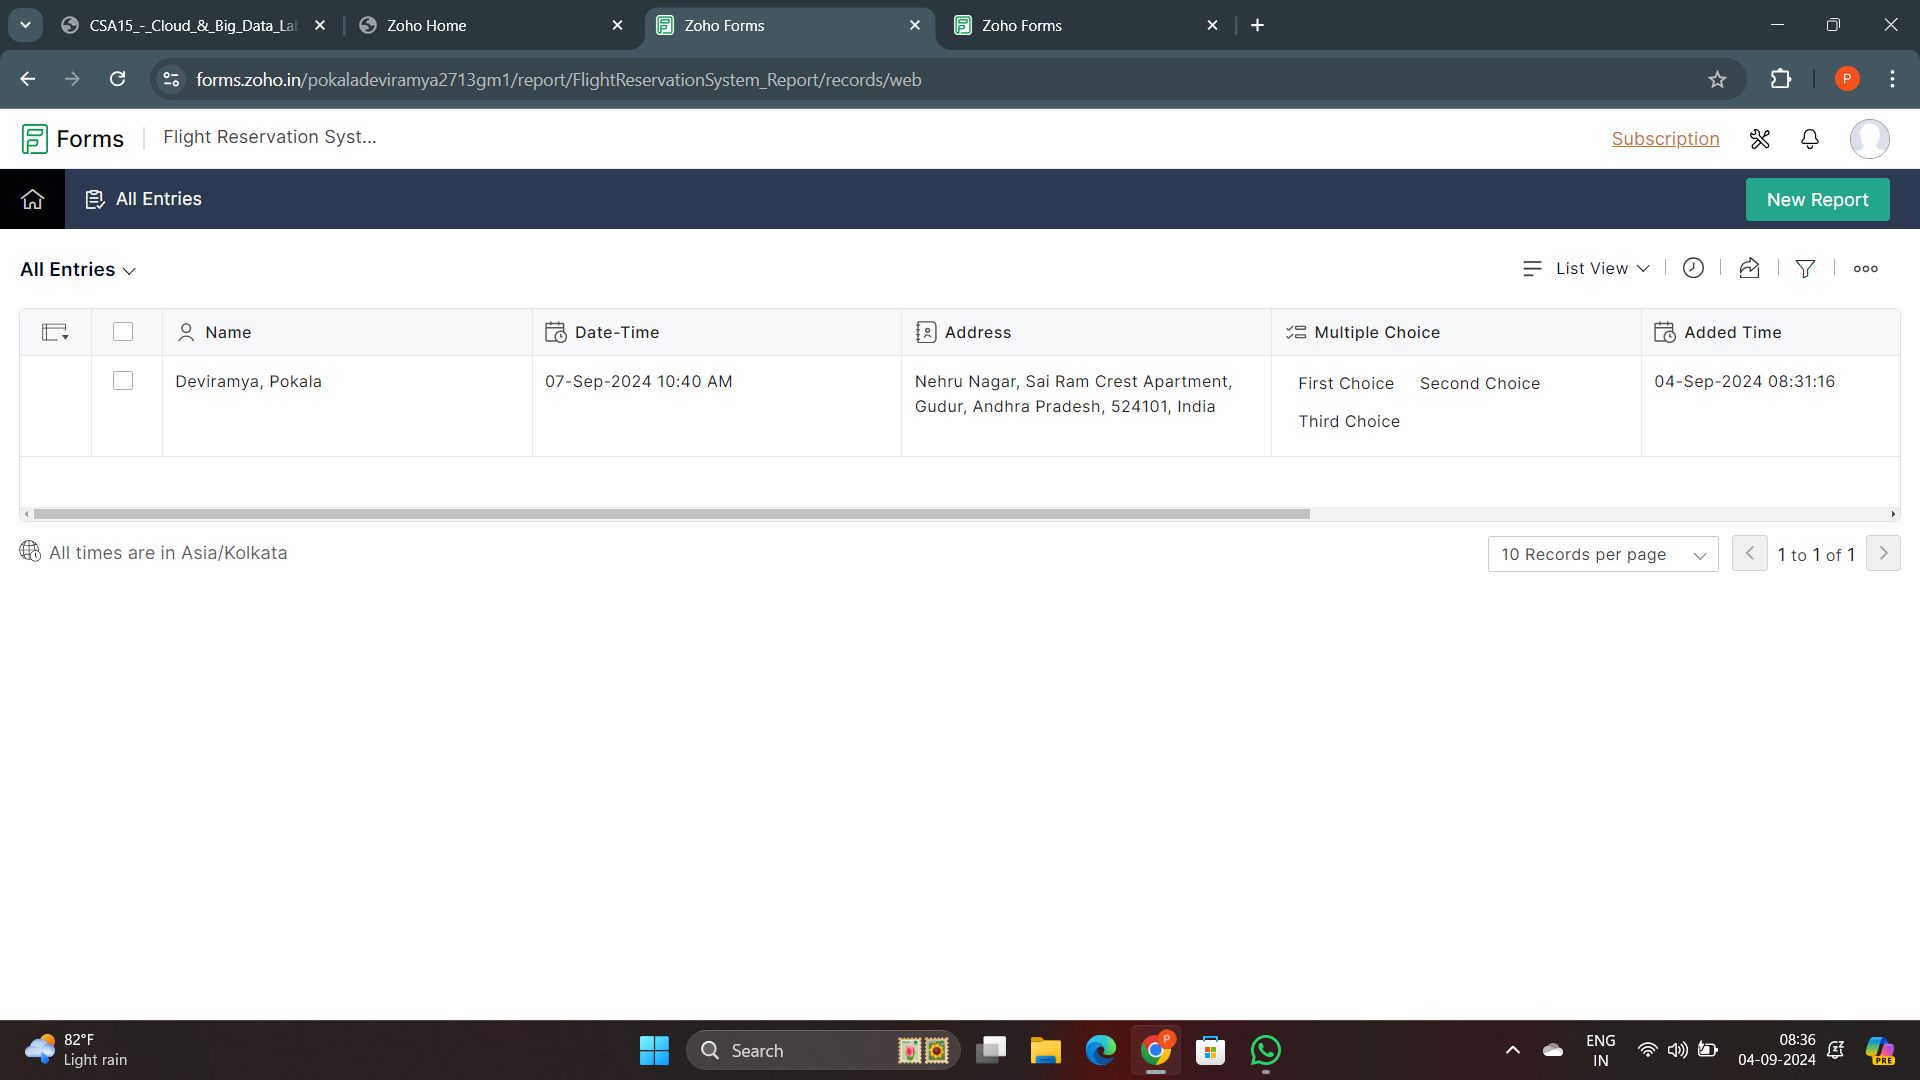 CSA15_-_Cloud_&_Big_Data_Lab
Zoho Home
Zoho Forms
Zoho Forms
forms.zoho.in/pokaladeviramya2713gm1/report/FlightReservationSystem_Report/records/web
P
Forms
Flight Reservation Syst...
Subscription
All Entries
New Report
All Entries
List View
Name
Date-Time
Address
Multiple Choice
Added Time
Deviramya, Pokala
07-Sep-2024 10:40 AM
Nehru Nagar, Sai Ram Crest Apartment,
Gudur, Andhra Pradesh, 524101, India
First Choice
Second Choice
Third Choice
04-Sep-2024 08:31:16
All times are in Asia/Kolkata
10 Records per page
1 to 1 of 1
82°F
Light rain
Search
P
ENG
IN
08:36
04-09-2024
PRE